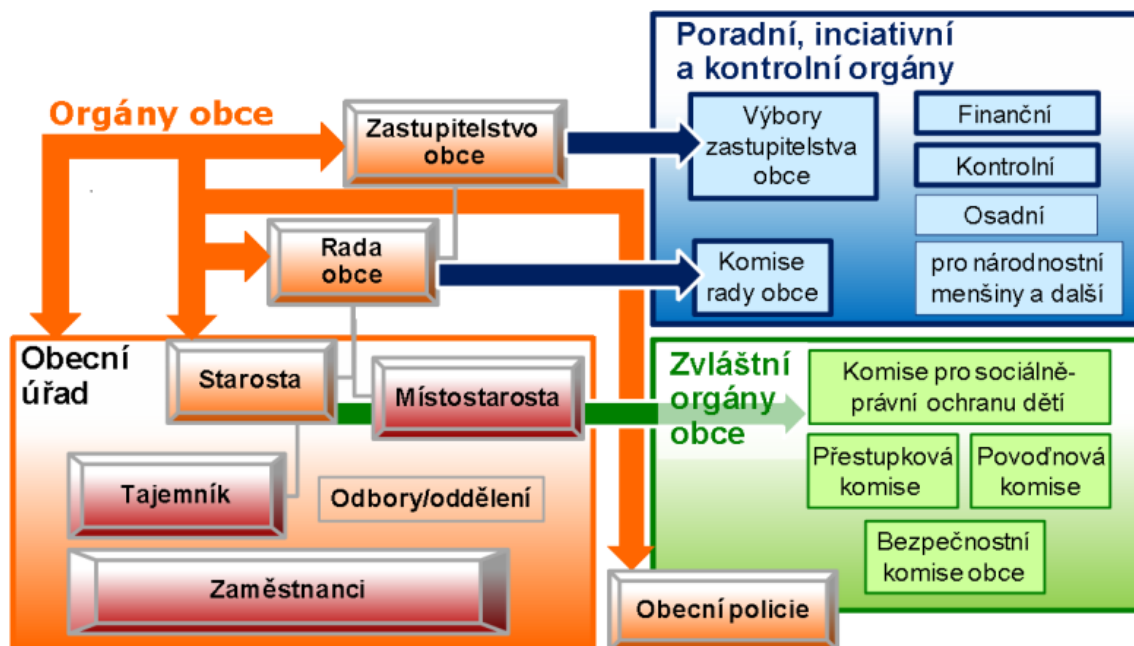 Orgány obce
Zastupitelstvo
obce
Rada
obce
Obecní
úřad
Starosta
Místostarosta
Tajemník
Odbory/oddělení
Zaměstnanci
Obecní policie
Poradní, inciativní
a kontrolní orgány
Výbory
zastupitelstva
obce
Finanční
Kontrolní
Osadní
pro národnostní
menšiny a další
Komise
rady obce
Zvláštní
orgány
obce
Komise pro sociálně-
právní ochranu dětí
Přestupková
komise
Povoďnová
komise
Bezpečnostní
komise obce